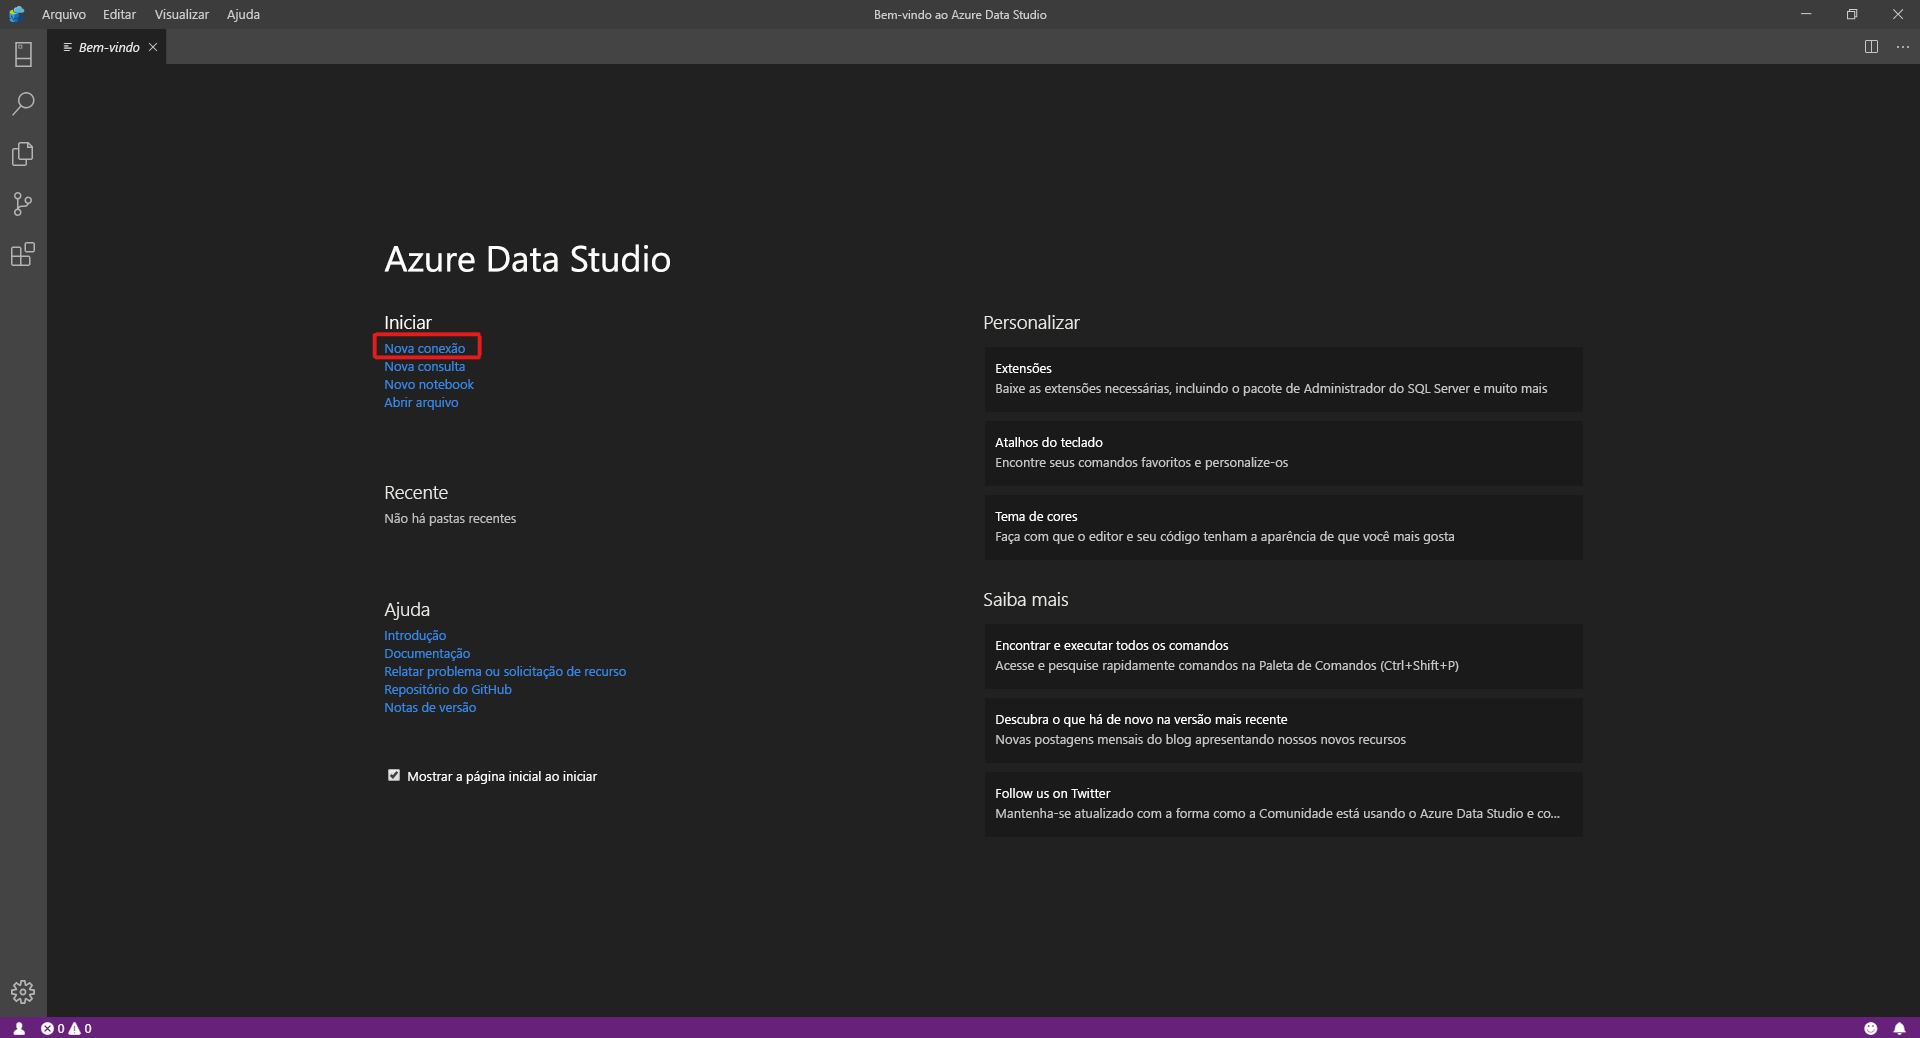 Arquivo Editar Visualizar Ajuda
Bem-vindo ao Azure Data Studio
Bem-vindo
Azure Data Studio
Iniciar
Nova conexão
Nova consulta
Novo notebook
Abrir arquivo
Recente
Não há pastas recentes
Ajuda
Introdução
Documentação
Relatar problema ou solicitação de recurso
Repositório do GitHub
Notas de versão
Mostrar a página inicial ao iniciar
Personalizar
Extensões
Baixe as extensões necessárias, incluindo o pacote de Administrador do SQL Server e muito mais
Atalhos do teclado
Encontre seus comandos favoritos e personalize-os
Tema de cores
Faça com que o editor e seu código tenham a aparência de que você mais gosta
Saiba mais
Encontrar e executar todos os comandos
Acesse e pesquise rapidamente comandos na Paleta de Comandos (Ctrl+Shift+P)
Descubra o que há de novo na versão mais recente
Novas postagens mensais do blog apresentando nossos novos recursos
Follow us on Twitter
Mantenha-se atualizado com a forma como a Comunidade está usando o Azure Data Studio e co...
0 0